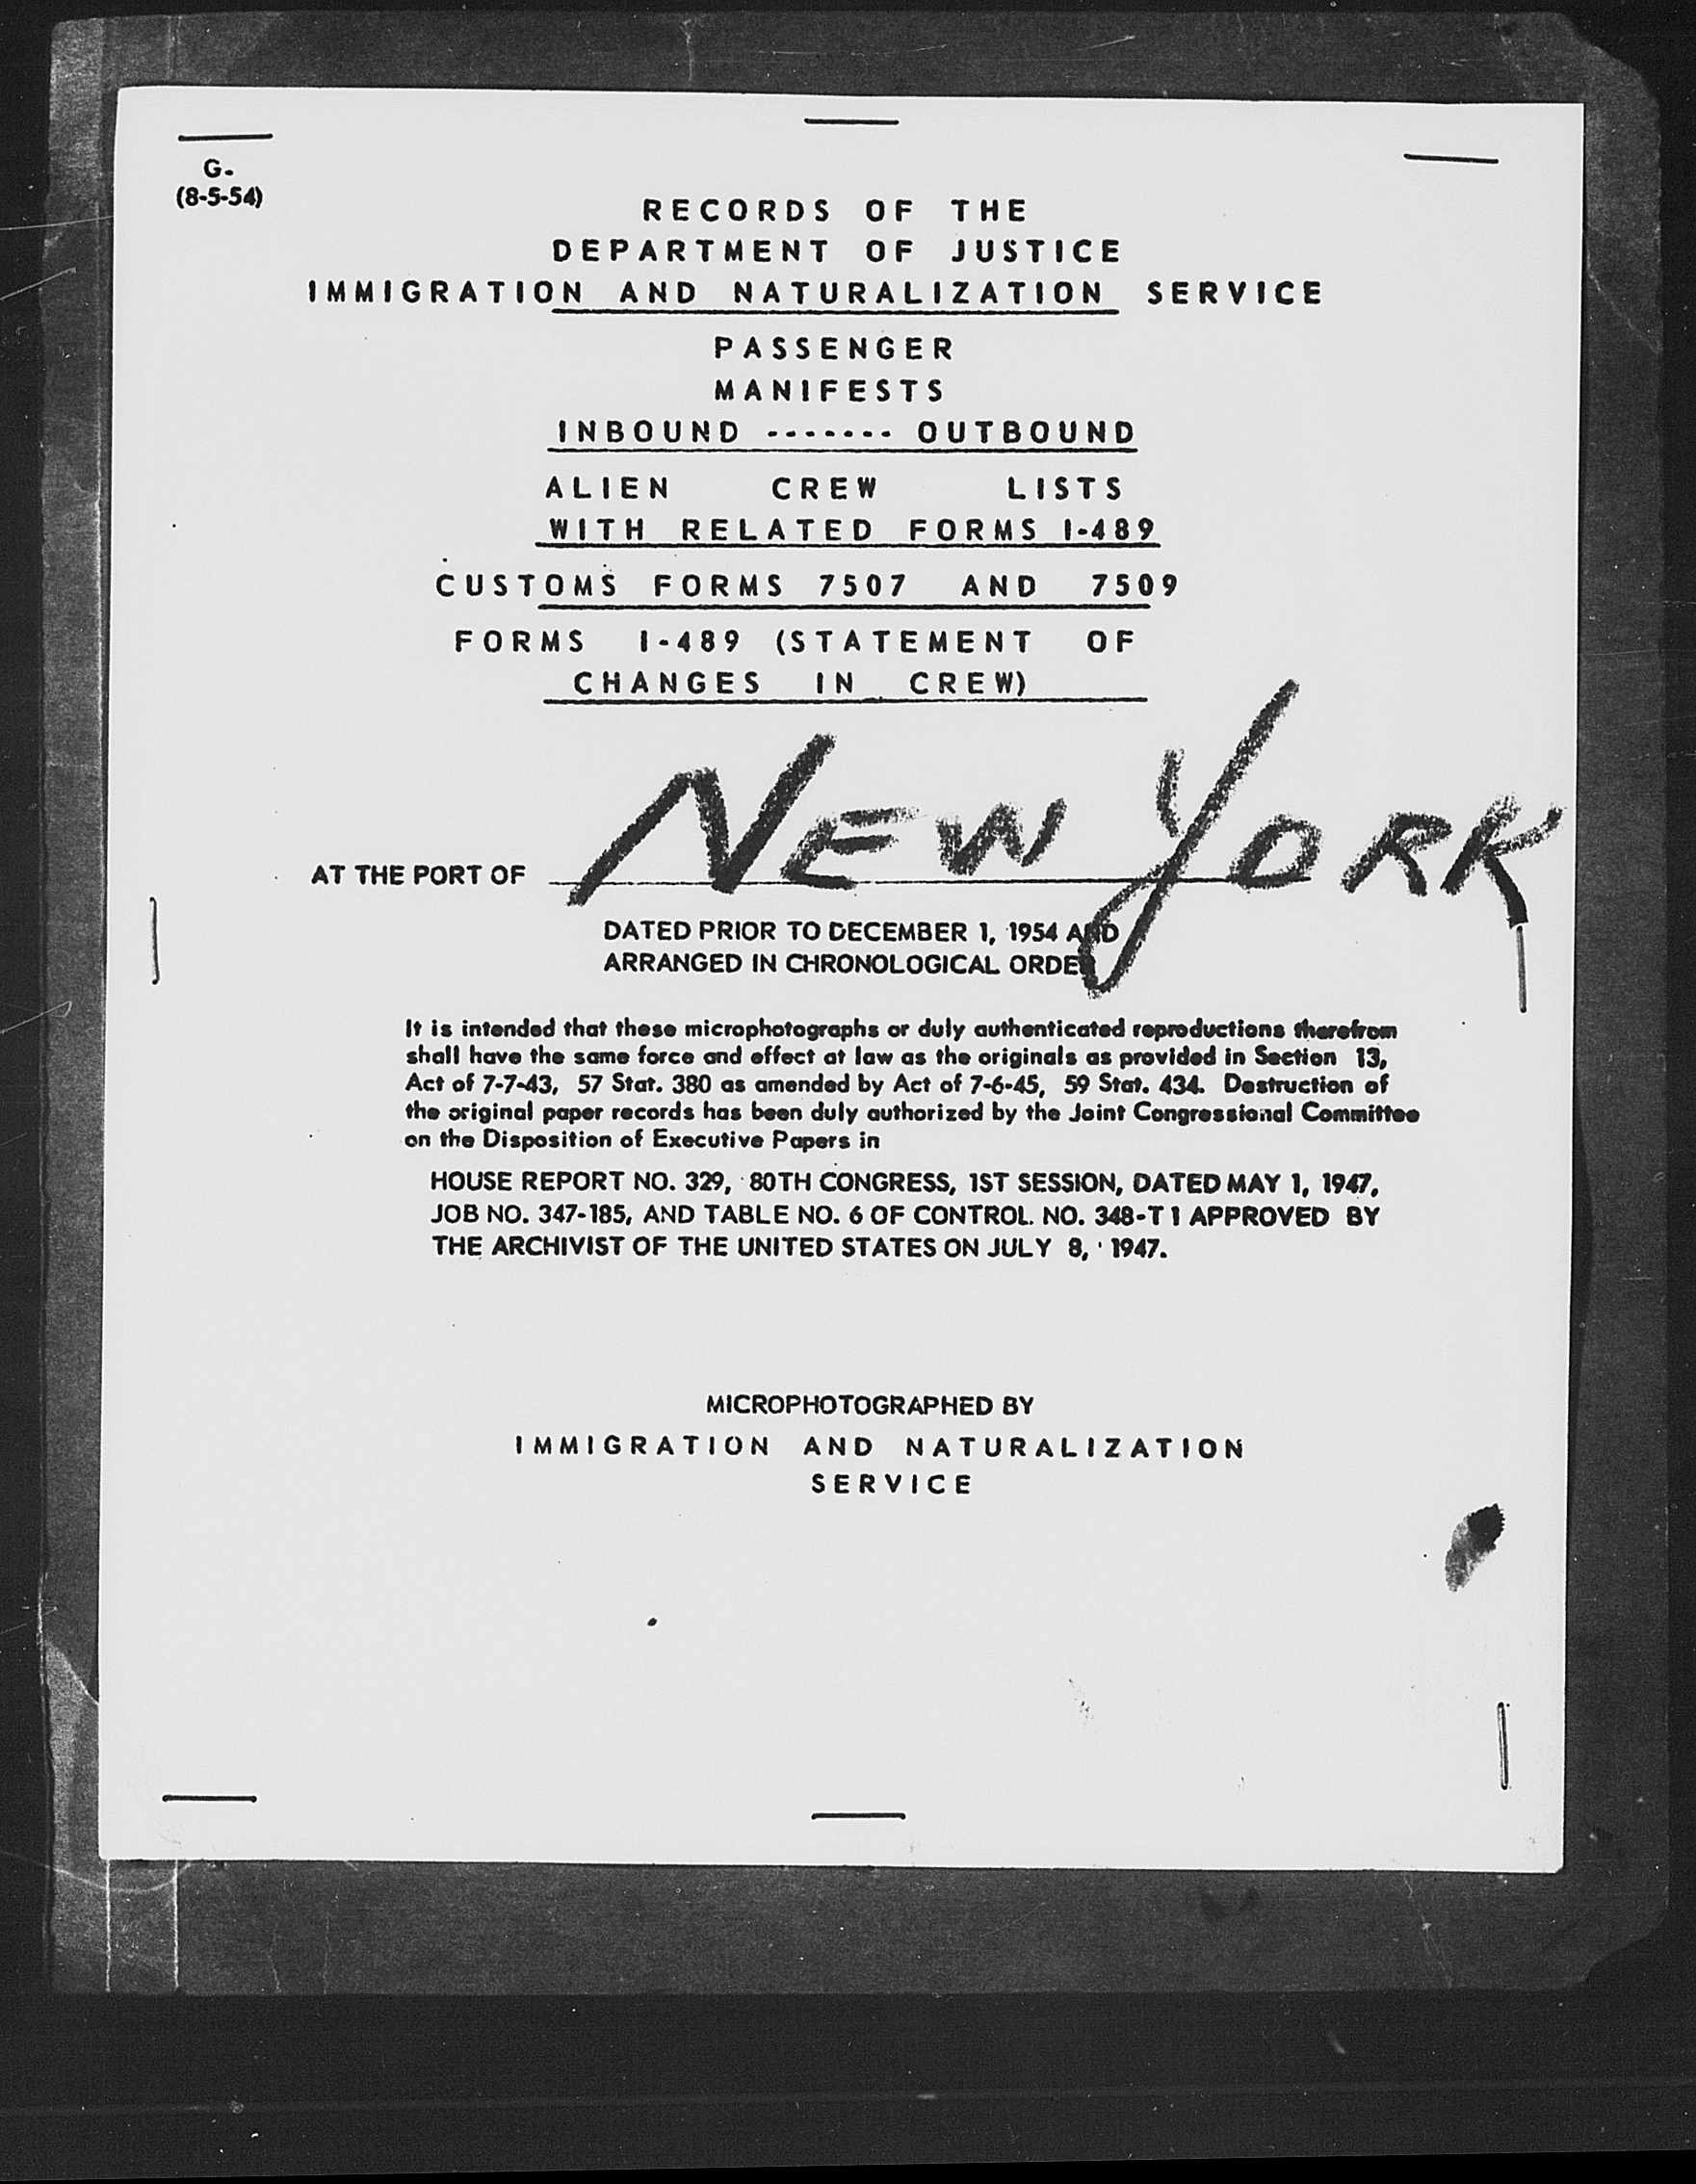 G.
(8-5-54)
RECORDS OF THE
DEPARTMENT OF JUSTICE
IMMIGRATION AND NATURALIZATION SERVICE
PASSENGER
MANIFESTS
INBOUND ------- OUTBOUND
ALIEN CREW LISTS
WITH RELATED FORMS I-489
CUSTOMS FORMS 7507 AND 7509
FORMS I-489 (STATEMENT OF
CHANGES IN CREW)
AT THE PORT OF NEW YORK
DATED PRIOR TO DECEMBER 1, 1954 AND
ARRANGED IN CHRONOLOGICAL ORDER
It is intended that these microphotographs or duly authenticated reproductions therefrom
shall have the same force and effect at law as the originals as provided in Section 13,
Act of 7-7-43, 57 Stat. 380 as amended by Act of 7-6-45, 59 Stat. 434. Destruction of
the original paper records has been duly authorized by the Joint Congressional Committee
on the Disposition of Executive Papers in
HOUSE REPORT NO. 329, 80TH CONGRESS, 1ST SESSION, DATED MAY 1, 1947,
JOB NO. 347-185, AND TABLE NO. 6 OF CONTROL. NO. 348-T 1 APPROVED BY
THE ARCHIVIST OF THE UNITED STATES ON JULY 8, 1947.
MICROPHOTOGRAPHED BY
IMMIGRATION AND NATURALIZATION
SERVICE